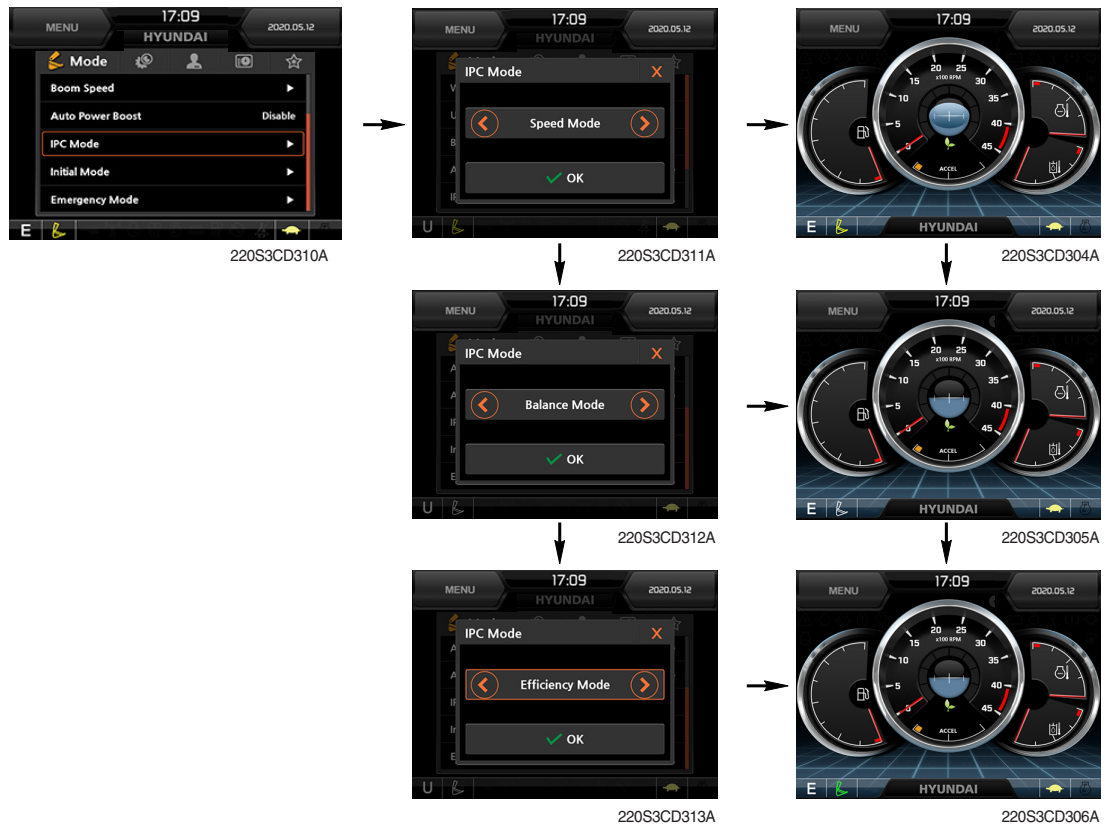 MENU
17:09
HYUNDAI
2020.05.12
Mode
Boom Speed
Auto Power Boost Disable
IPC Mode
Initial Mode
Emergency Mode
E
220S3CD310A
MENU
17:09
HYUNDAI
2020.05.12
IPC Mode X
Speed Mode
OK
U
220S3CD311A
MENU
17:09
2020.05.12
0 5 10 15 20 25 30 35 40 45
x100 RPM
ACCEL
E
HYUNDAI
220S3CD304A
MENU
17:09
HYUNDAI
2020.05.12
IPC Mode X
Balance Mode
OK
U
220S3CD312A
MENU
17:09
2020.05.12
0 5 10 15 20 25 30 35 40 45
x100 RPM
ACCEL
E
HYUNDAI
220S3CD305A
MENU
17:09
HYUNDAI
2020.05.12
IPC Mode X
Efficiency Mode
OK
U
220S3CD313A
MENU
17:09
2020.05.12
0 5 10 15 20 25 30 35 40 45
x100 RPM
ACCEL
E
HYUNDAI
220S3CD306A